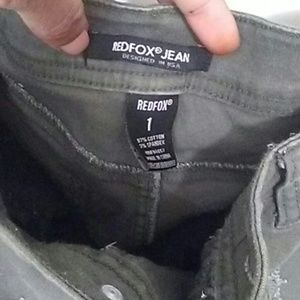 REDFOX®JEAN
DESIGNED IN USA
REDFOX®
1
97% COTTON
3% SPANDEX
MADE IN CHINA